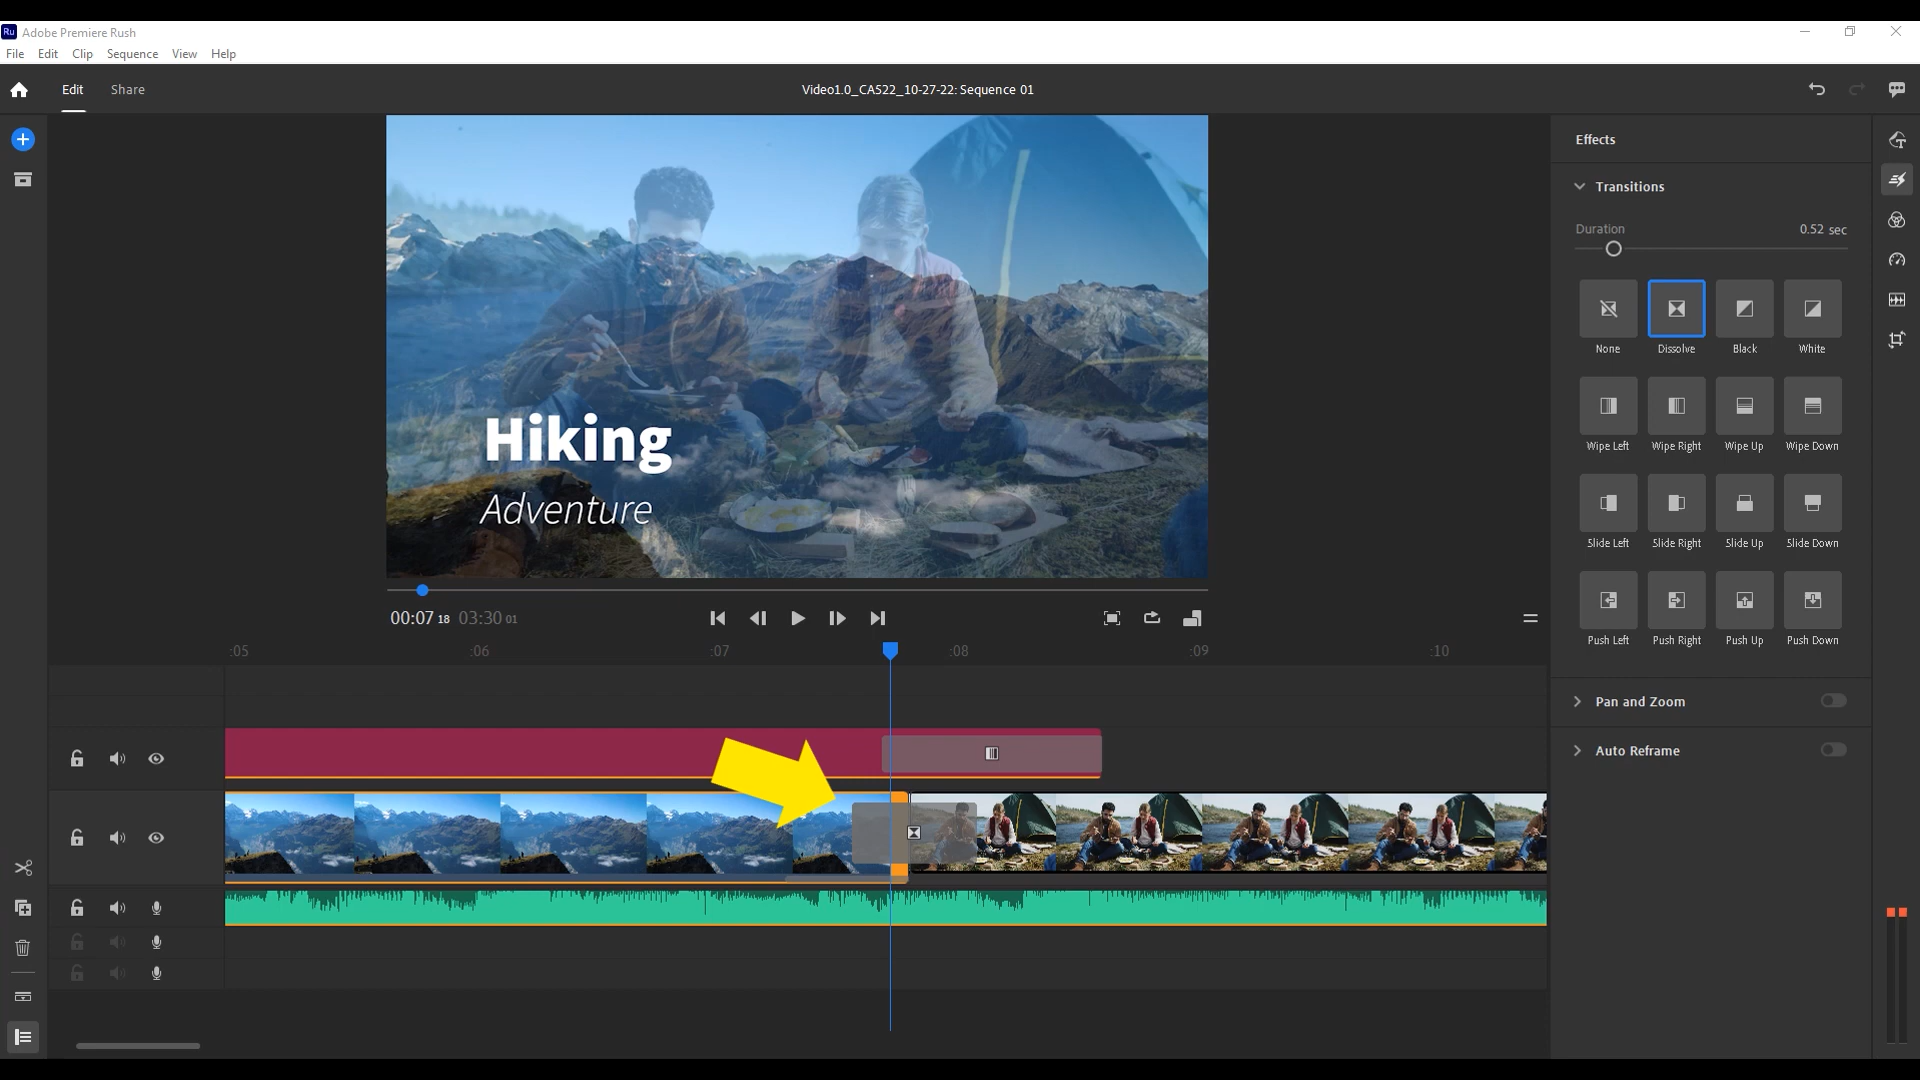 Ru Adobe Premiere Rush
File Edit Clip Sequence View Help
Edit Share Video1.0_CA522_10-27-22: Sequence 01
Effects
Transitions
Duration 0.52 sec
None Dissolve Black White
Wipe Left Wipe Right Wipe Up Wipe Down
Slide Left Slide Right Slide Up Slide Down
Push Left Push Right Push Up Push Down
Pan and Zoom
Auto Reframe
Hiking
Adventure
00:07 18 03:30 01
:05 :06 :07 :08 :09 :10